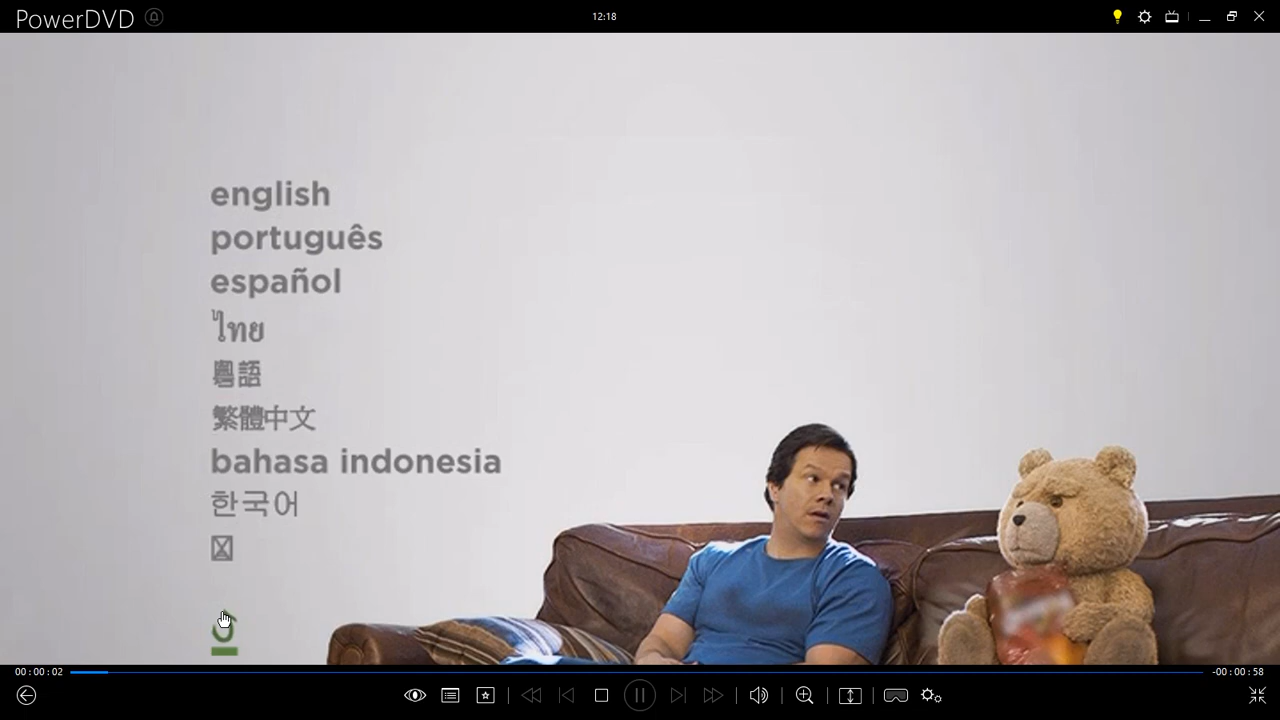 PowerDVD
12:18
english
português
español
ไทย
粵語
繁體中文
bahasa indonesia
한국어
00:00:02
-00:00:58